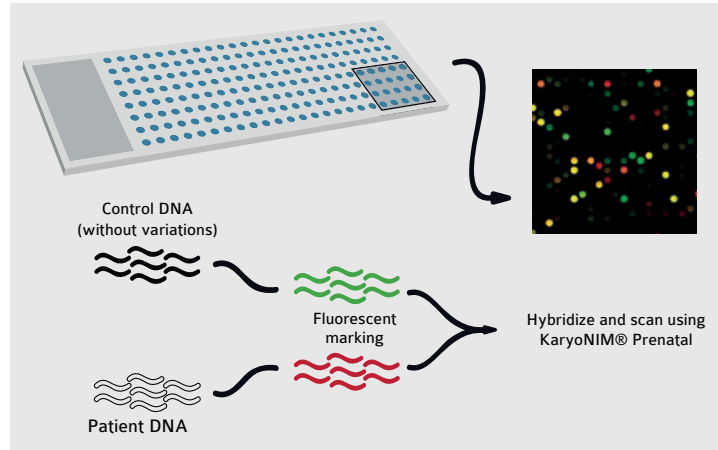 Control DNA
(without variations)
Fluorescent
marking
Hybridize and scan using
KaryoNIM® Prenatal
Patient DNA